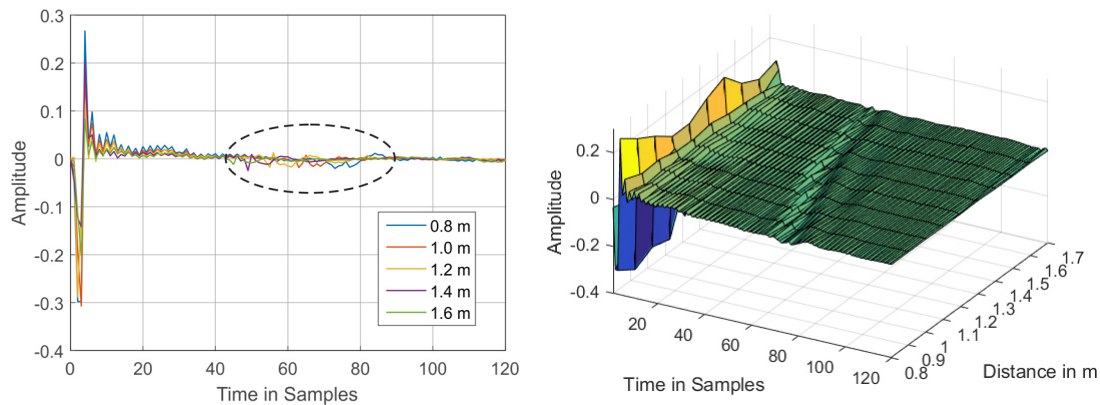 0.3
0.2
0.1
0
-0.1
-0.2
-0.3
-0.4
Amplitude
0 20 40 60 80 100 120
Time in Samples
0.8 m
1.0 m
1.2 m
1.4 m
1.6 m
0.2
0
-0.2
-0.4
Amplitude
20 40 60 80 100 120
Time in Samples
0.8 0.9 1 1.1 1.2 1.3 1.4 1.5 1.6 1.7
Distance in m